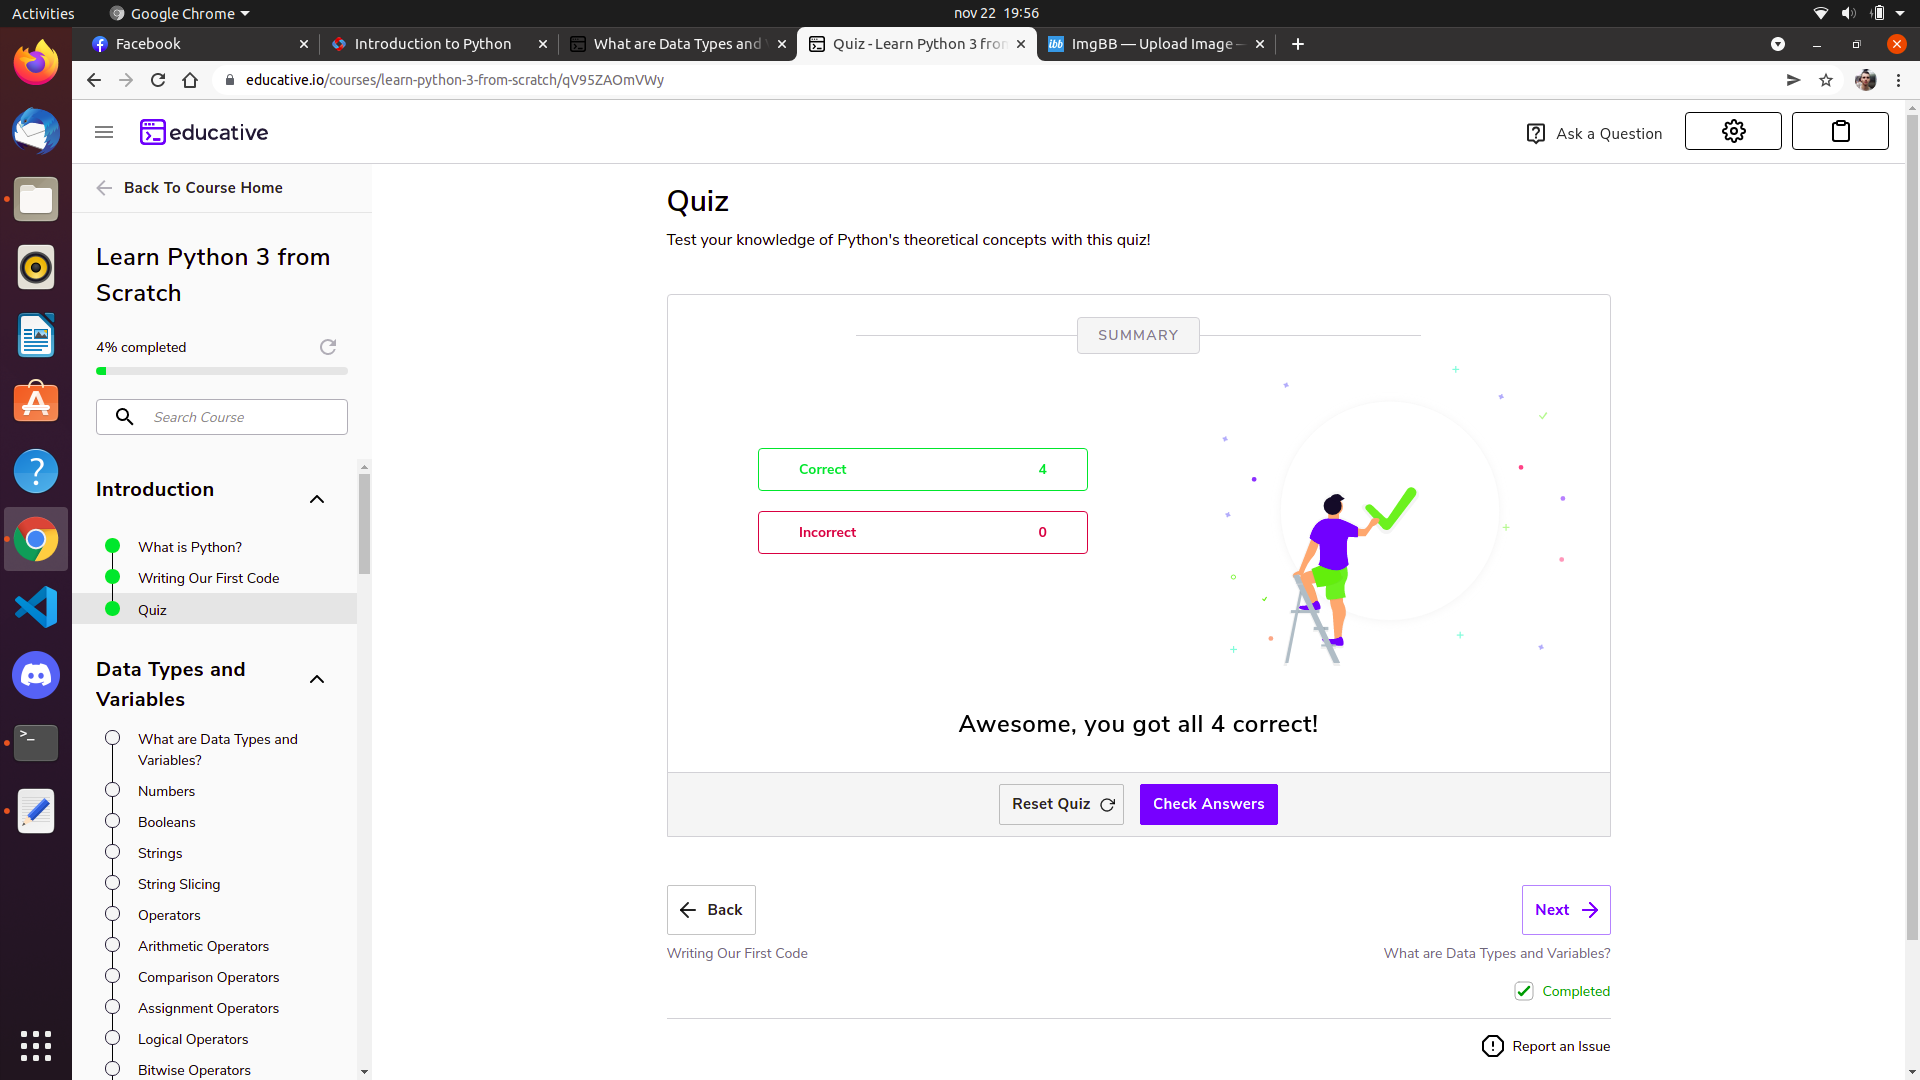 Activities
Google Chrome
nov 22 19:56
Facebook
Introduction to Python
What are Data Types and
Quiz - Learn Python 3 from
ibb ImgBB — Upload Image —
educative.io/courses/learn-python-3-from-scratch/qV95ZAOmVWy
educative
Ask a Question
Back To Course Home
Learn Python 3 from
Scratch
4% completed
Search Course
Introduction
What is Python?
Writing Our First Code
Quiz
Data Types and
Variables
What are Data Types and
Variables?
Numbers
Booleans
Strings
String Slicing
Operators
Arithmetic Operators
Comparison Operators
Assignment Operators
Logical Operators
Bitwise Operators
Quiz
Test your knowledge of Python's theoretical concepts with this quiz!
SUMMARY
Correct 4
Incorrect 0
Awesome, you got all 4 correct!
Reset Quiz
Check Answers
Back
Next
Writing Our First Code
What are Data Types and Variables?
Completed
Report an Issue